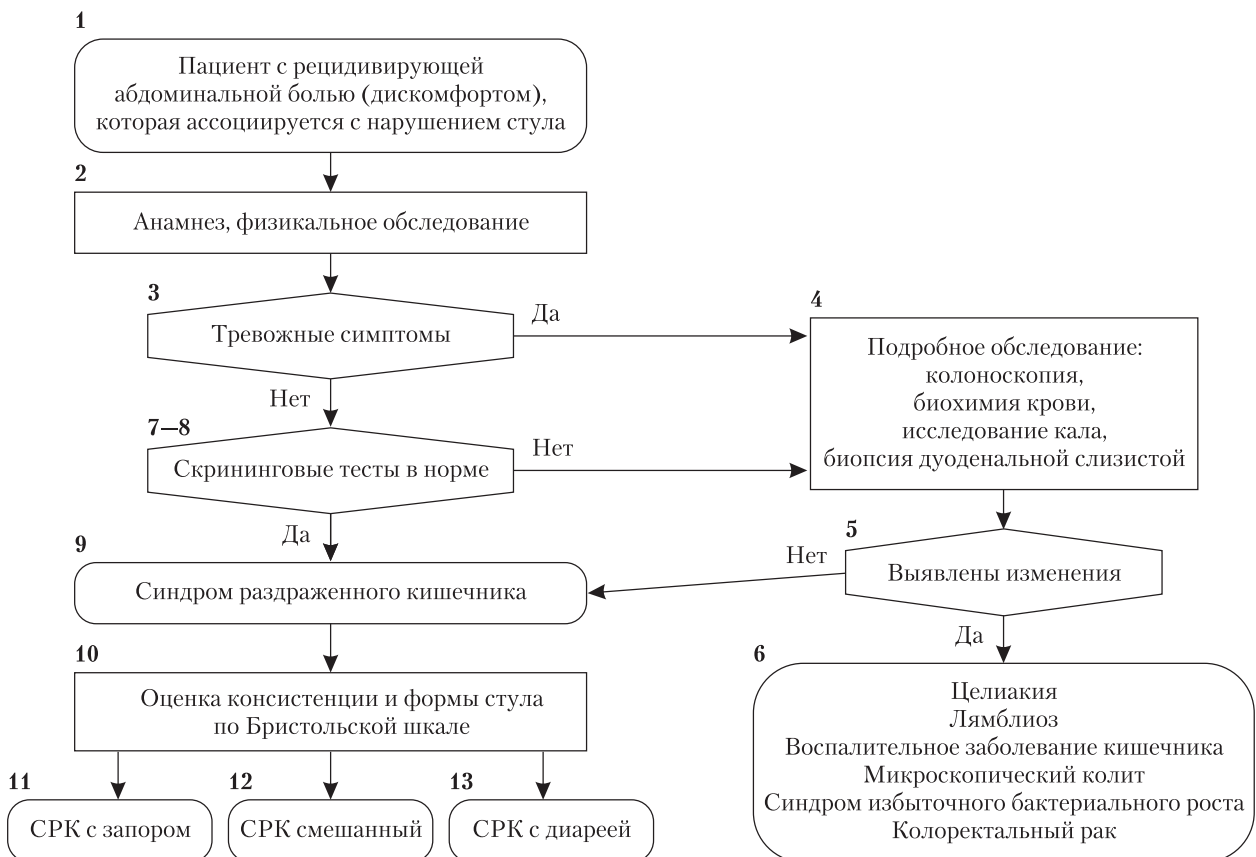 1
Пациент с рецидивирующей
абдоминальной болью (дискомфортом),
которая ассоциируется с нарушением стула
2
Анамнез, физикальное обследование
3
Тревожные симптомы
Да
Нет
4
Подробное обследование:
колоноскопия,
биохимия крови,
исследование кала,
биопсия дуоденальной слизистой
7—8
Скрининговые тесты в норме
Нет
Да
5
Выявлены изменения
Нет
Да
9
Синдром раздраженного кишечника
6
Целиакия
Лямблиоз
Воспалительное заболевание кишечника
Микроскопический колит
Синдром избыточного бактериального роста
Колоректальный рак
10
Оценка консистенции и формы стула
по Бристольской шкале
11
СРК с запором
12
СРК смешанный
13
СРК с диареей